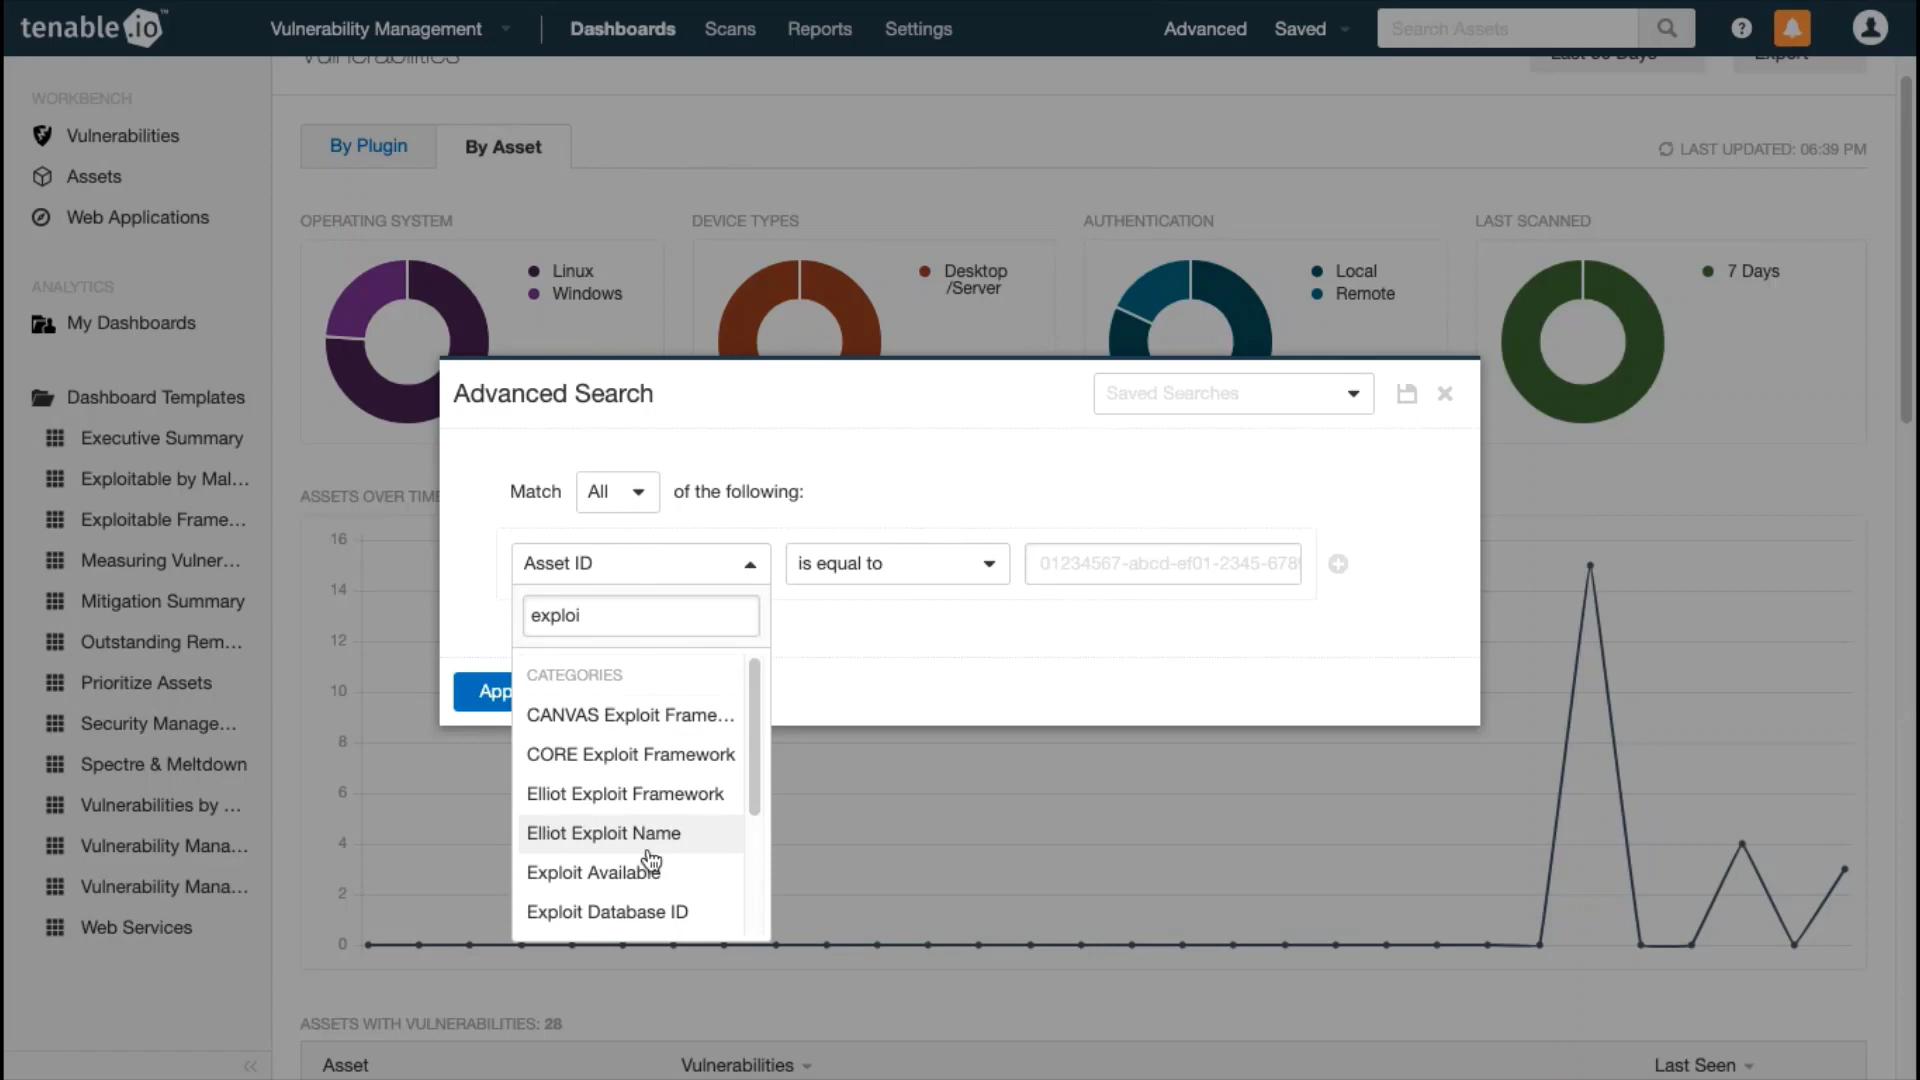 tenable.io™
Vulnerability Management
Dashboards
Scans
Reports
Settings
Advanced
Saved
Search Assets
?
Vulnerabilities
Last 30 Days
Export
WORKBENCH
Vulnerabilities
Assets
Web Applications
ANALYTICS
My Dashboards
Dashboard Templates
Executive Summary
Exploitable by Mal...
Exploitable Frame...
Measuring Vulner...
Mitigation Summary
Outstanding Rem...
Prioritize Assets
Security Manage...
Spectre & Meltdown
Vulnerabilities by ...
Vulnerability Mana...
Vulnerability Mana...
Web Services
By Plugin
By Asset
LAST UPDATED: 06:39 PM
OPERATING SYSTEM
Linux
Windows
DEVICE TYPES
Desktop
/Server
AUTHENTICATION
Local
Remote
LAST SCANNED
7 Days
Advanced Search
Saved Searches
Match
All
of the following:
Asset ID
is equal to
01234567-abcd-ef01-2345-678
exploi
CATEGORIES
CANVAS Exploit Frame...
CORE Exploit Framework
Elliot Exploit Framework
Elliot Exploit Name
Exploit Available
Exploit Database ID
App
ASSETS OVER TIME
16
14
12
10
8
6
4
2
0
ASSETS WITH VULNERABILITIES: 28
Asset
Vulnerabilities
Last Seen